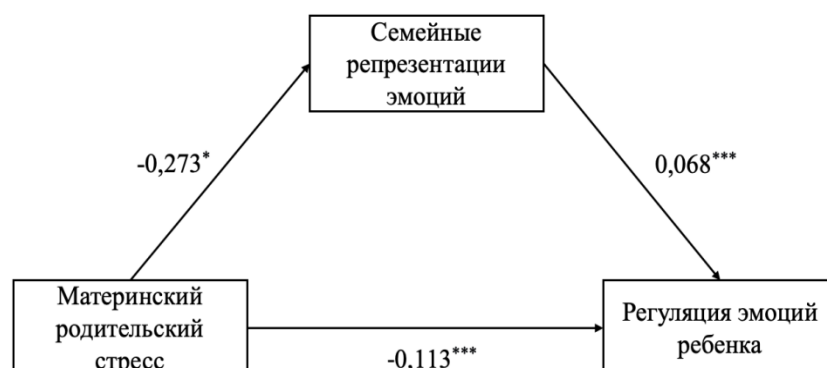 Семейные
репрезентации
эмоций
-0,273*
0,068***
Материнский
родительский
стресс
Регуляция эмоций
ребенка
-0,113***